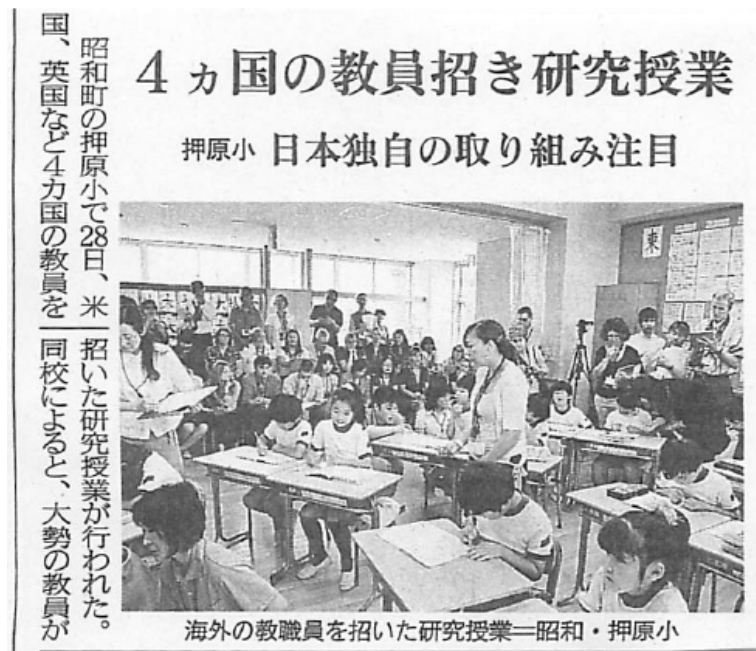 4ヵ国の教員招き研究授業
押原小 日本独自の取り組み注目
昭和町の押原小で28日、米
国、英国など4カ国の教員を
招いた研究授業が行われた。
同校によると、大勢の教員が
東
海外の教職員を招いた研究授業=昭和・押原小